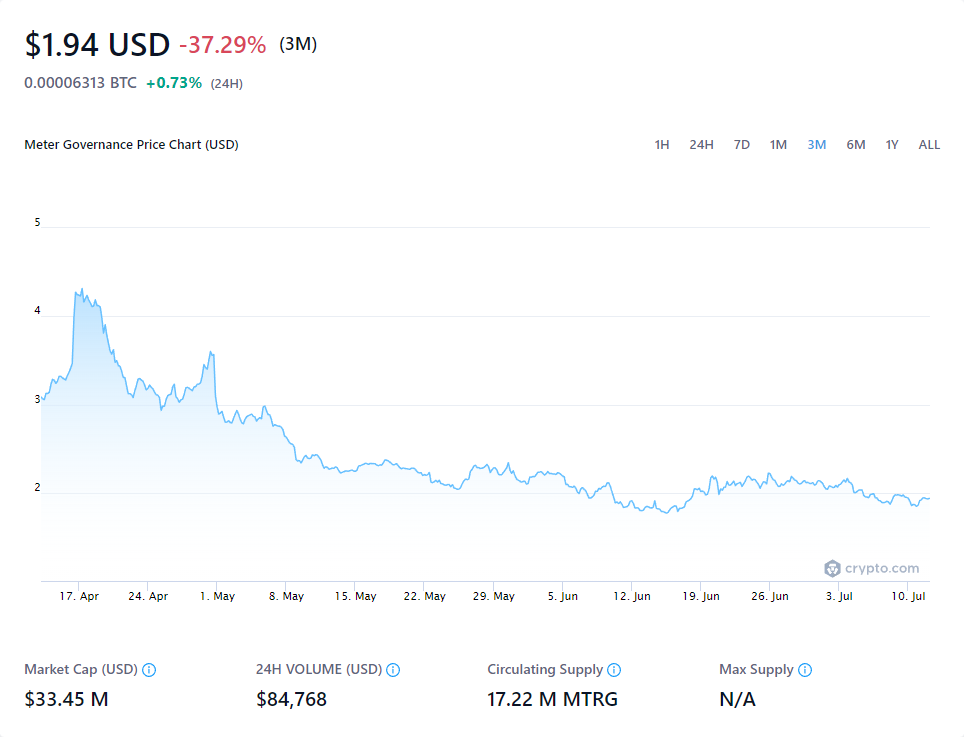 $1.94 USD -37.29% (3M)
0.00006313 BTC +0.73% (24H)
Meter Governance Price Chart (USD) 1H 24H 7D 1M 3M 6M 1Y ALL
5
4
3
2
crypto.com
17. Apr 24. Apr 1. May 8. May 15. May 22. May 29. May 5. Jun 12. Jun 19. Jun 26. Jun 3. Jul 10. Jul
Market Cap (USD) 24H VOLUME (USD) Circulating Supply Max Supply
$33.45 M $84,768 17.22 M MTRG N/A